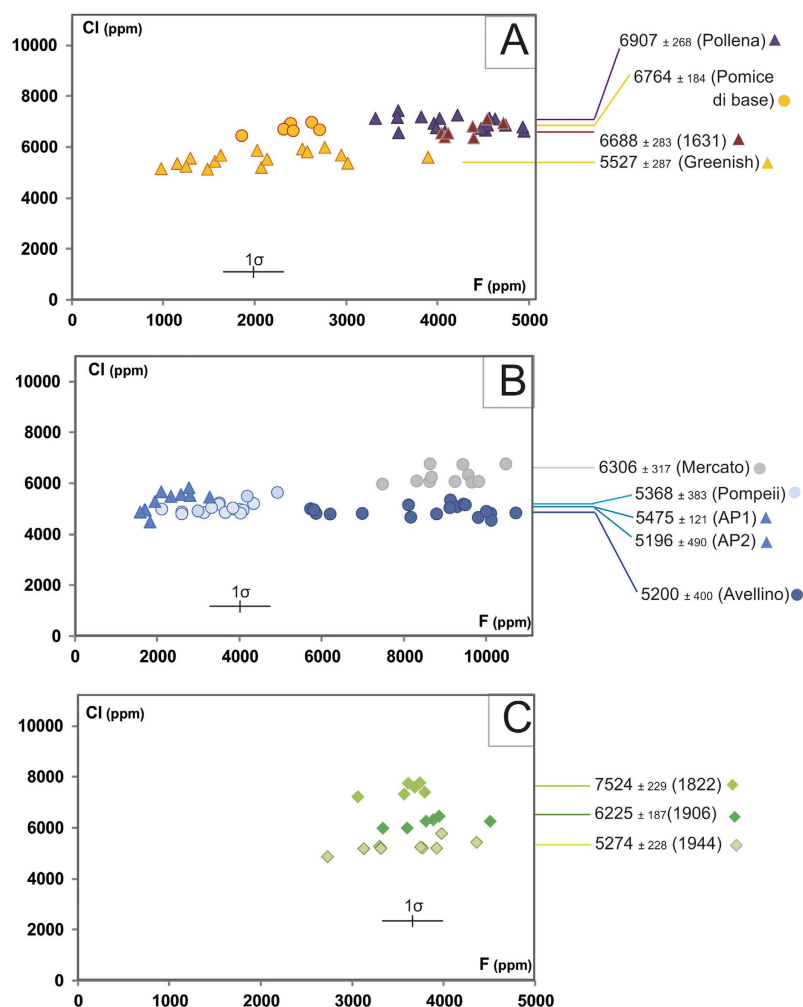 Cl (ppm)
A
10000
8000
6000
4000
2000
0
1σ
F (ppm)
0 1000 2000 3000 4000 5000
6907 ± 268 (Pollena)
6764 ± 184 (Pomice
di base)
6688 ± 283 (1631)
5527 ± 287 (Greenish)
Cl (ppm)
B
10000
8000
6000
4000
2000
0
1σ
F (ppm)
0 2000 4000 6000 8000 10000
6306 ± 317 (Mercato)
5368 ± 383 (Pompeii)
5475 ± 121 (AP1)
5196 ± 490 (AP2)
5200 ± 400 (Avellino)
Cl (ppm)
C
10000
8000
6000
4000
2000
0
1σ
F (ppm)
0 1000 2000 3000 4000 5000
7524 ± 229 (1822)
6225 ± 187(1906)
5274 ± 228 (1944)